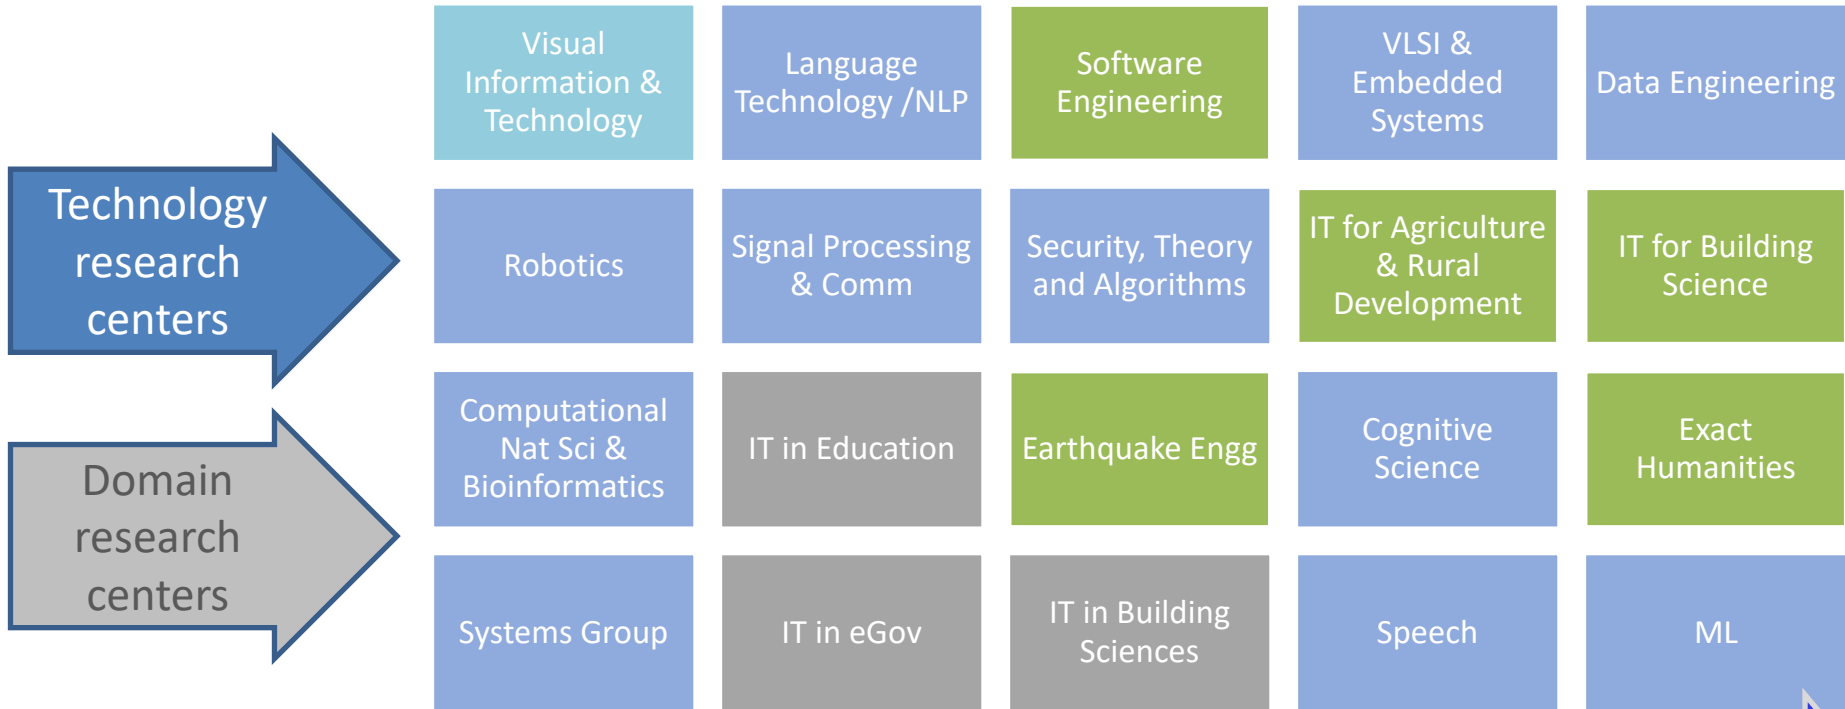 Technology
research
centers
Domain
research
centers
Visual
Information &
Technology
Language
Technology /NLP
Software
Engineering
VLSI &
Embedded
Systems
Data Engineering
Robotics
Signal Processing
& Comm
Security, Theory
and Algorithms
IT for Agriculture
& Rural
Development
IT for Building
Science
Computational
Nat Sci &
Bioinformatics
IT in Education
Earthquake Engg
Cognitive
Science
Exact
Humanities
Systems Group
IT in eGov
IT in Building
Sciences
Speech
ML